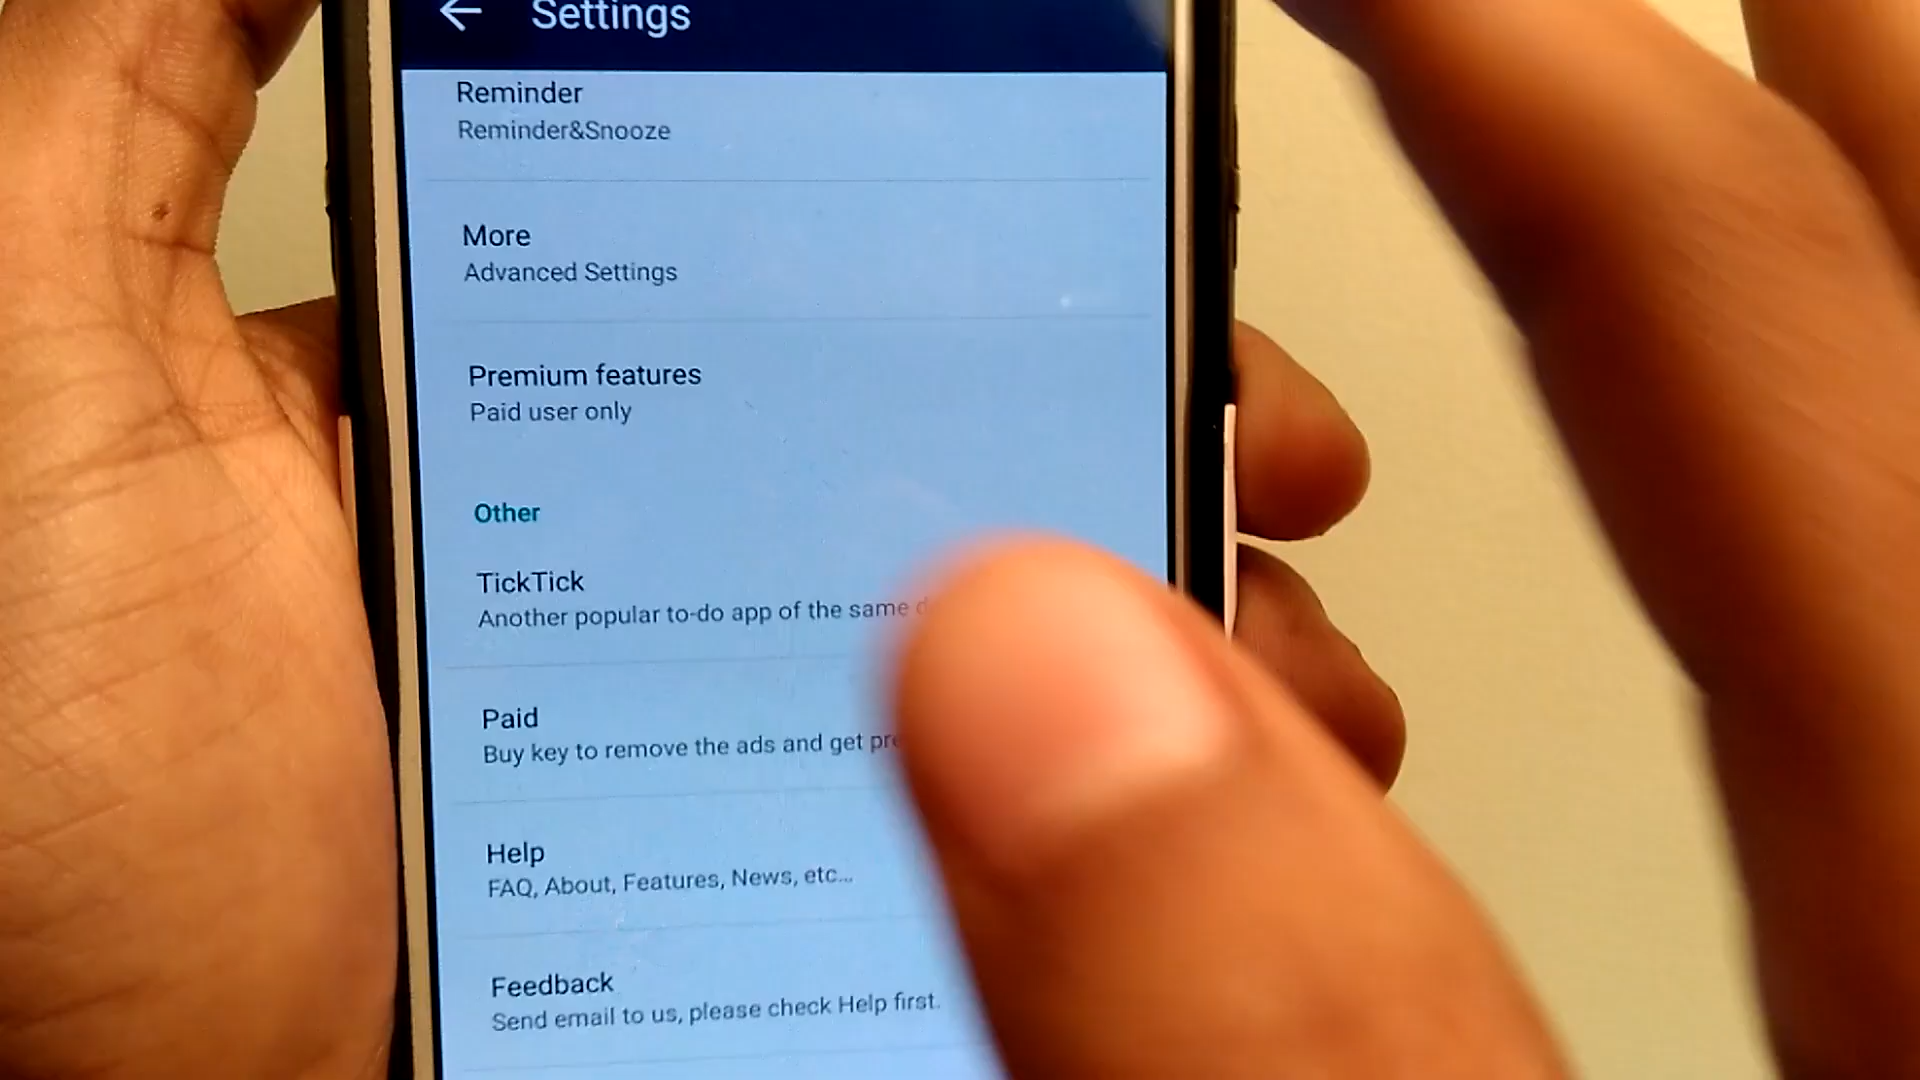 Settings
Reminder
Reminder&Snooze
More
Advanced Settings
Premium features
Paid user only
Other
TickTick
Another popular to-do app of the same
Paid
Buy key to remove the ads and get
Help
FAQ, About, Features, News, etc...
Feedback
Send email to us, please check Help first.